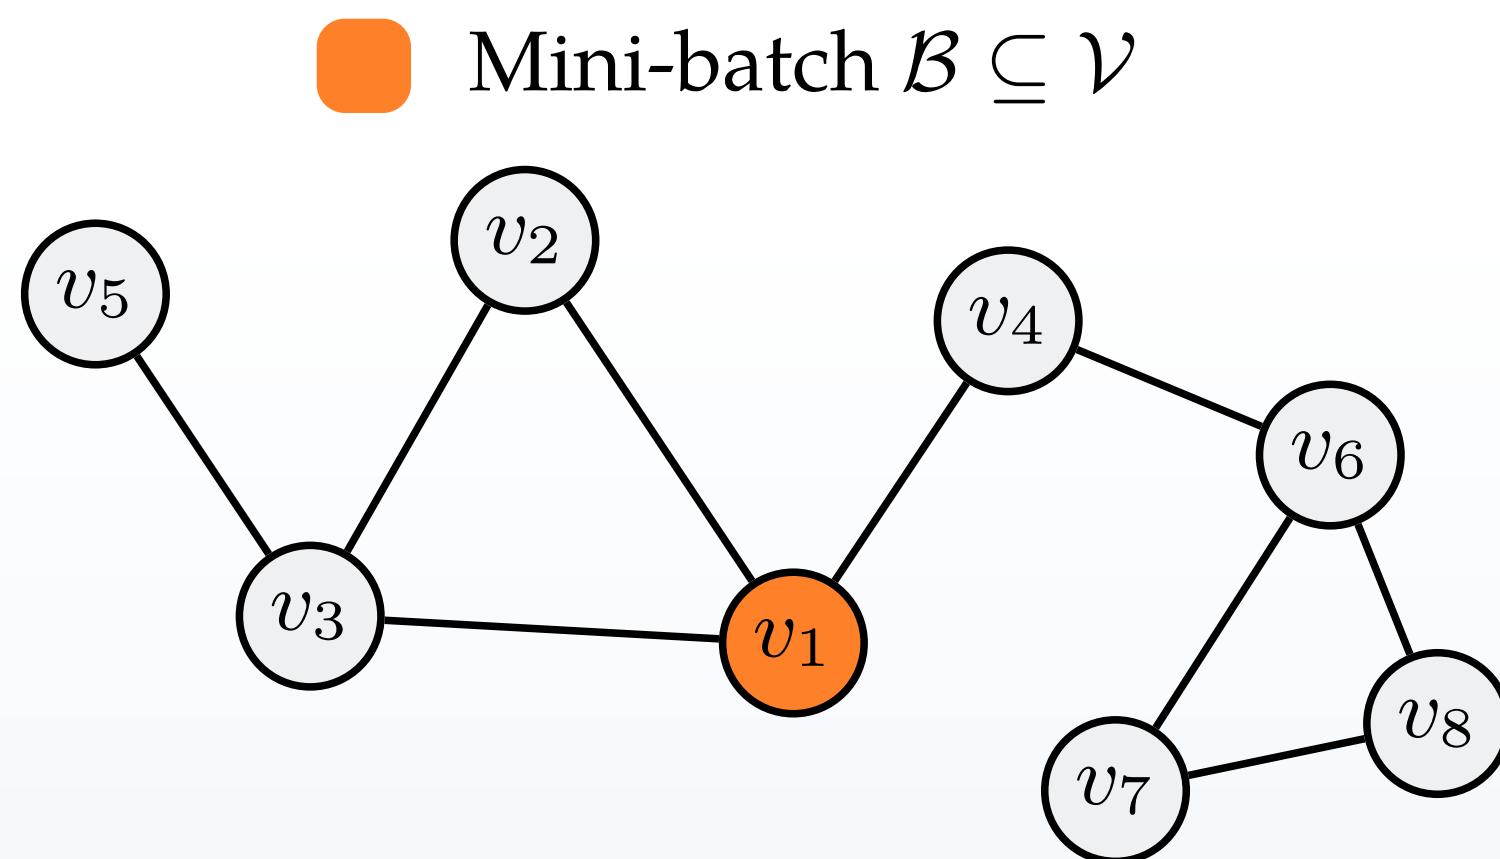 Mini-batch ℬ ⊆ 𝒱
v₂
v₅
v₄
v₆
v₃
v₁
v₈
v₇